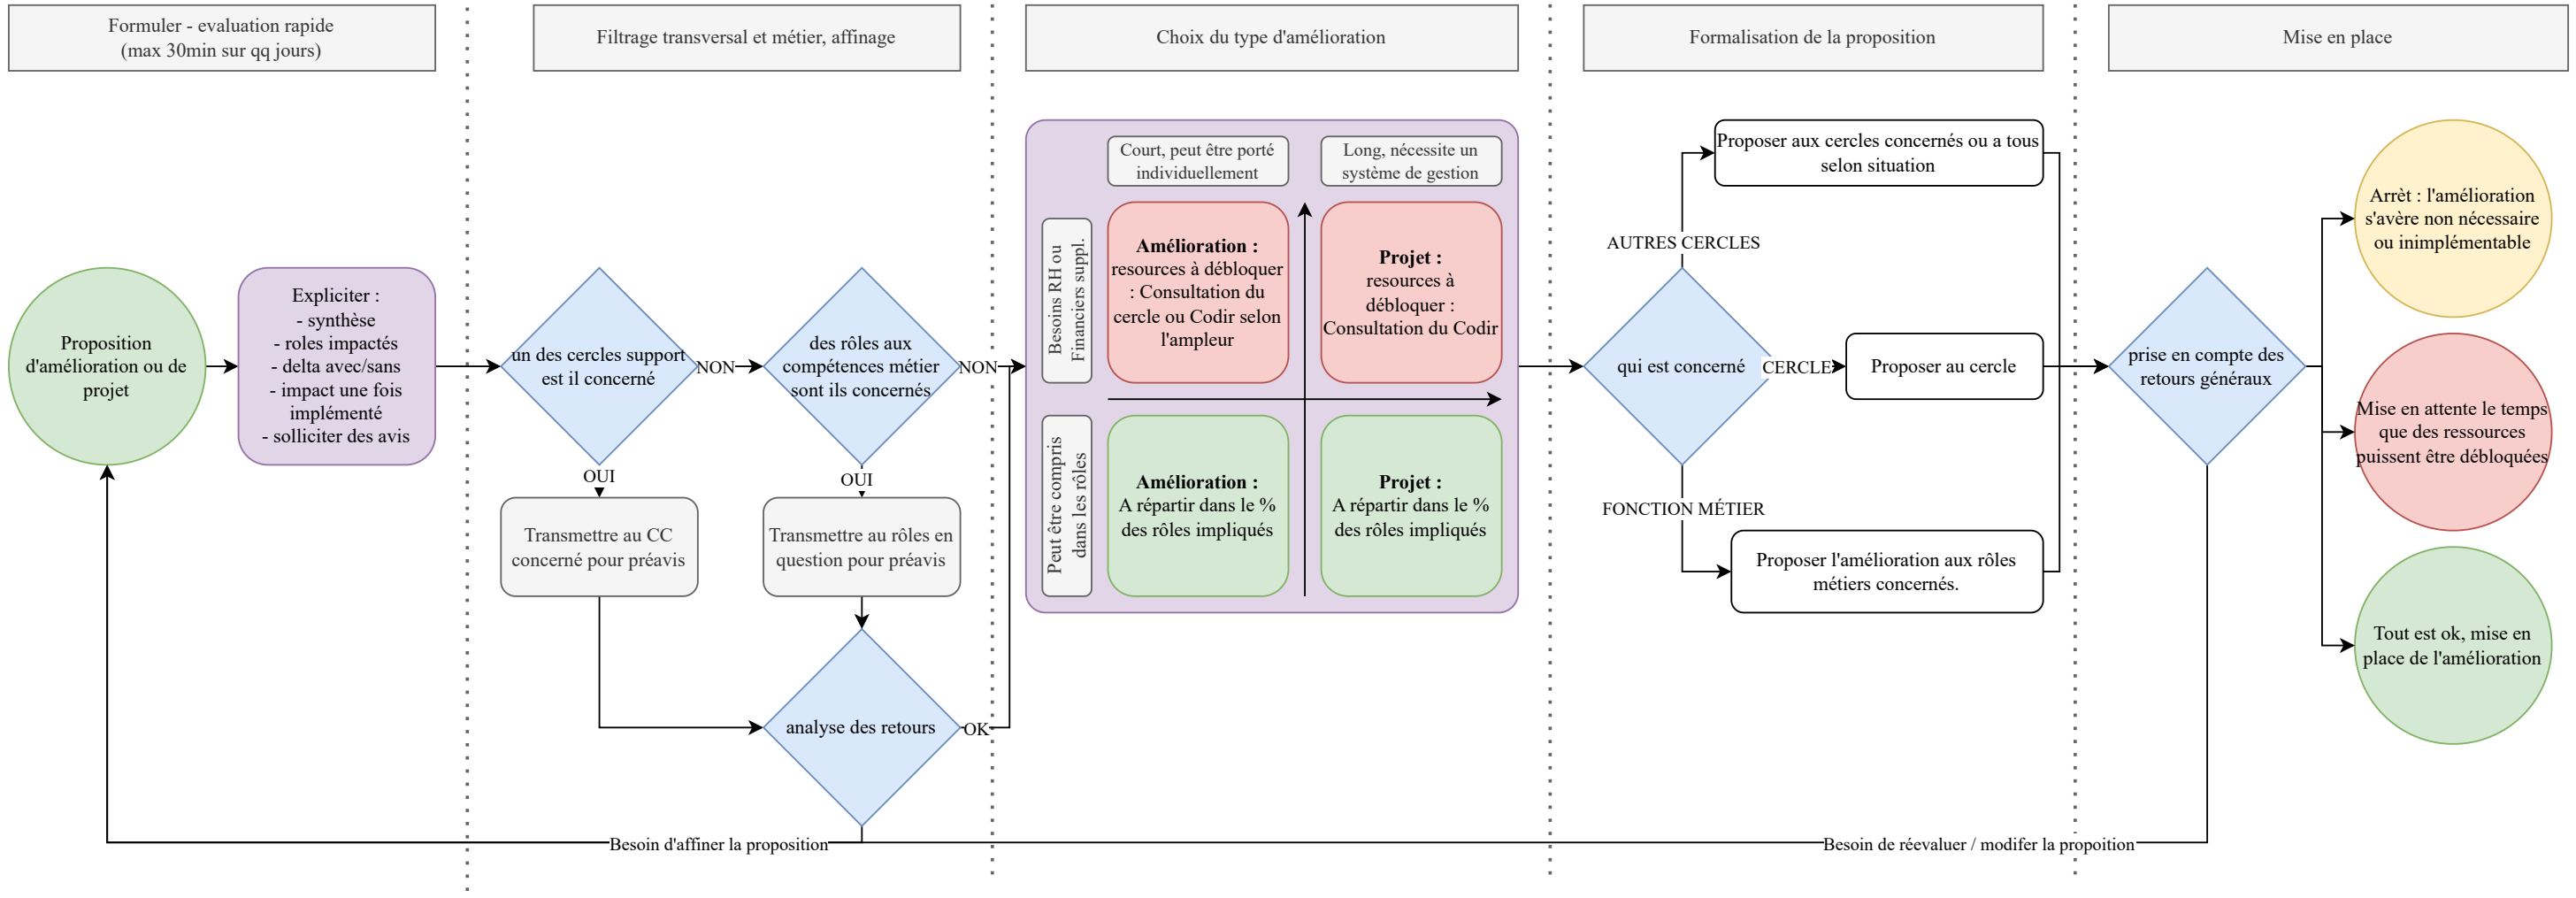 Formuler - evaluation rapide
(max 30min sur qq jours)
Filtrage transversal et métier, affinage
Choix du type d'amélioration
Formalisation de la proposition
Mise en place
Proposition
d'amélioration ou de
projet
Expliciter :
- synthèse
- roles impactés
- delta avec/sans
- impact une fois
implémenté
- solliciter des avis
un des cercles support
est il concerné
NON
OUI
Transmettre au CC
concerné pour préavis
des rôles aux
compétences métier
sont ils concernés
NON
OUI
Transmettre au rôles en
question pour préavis
analyse des retours
OK
Besoin d'affiner la proposition
Court, peut être porté
individuellement
Long, nécessite un
système de gestion
Besoins RH ou
Financiers suppl.
Amélioration :
resources à débloquer
: Consultation du
cercle ou Codir selon
l'ampleur
Projet :
resources à
débloquer :
Consultation du Codir
Peut être compris
dans les rôles
Amélioration :
A répartir dans le %
des rôles impliqués
Projet :
A répartir dans le %
des rôles impliqués
qui est concerné
AUTRES CERCLES
Proposer aux cercles concernés ou a tous
selon situation
CERCLE
Proposer au cercle
FONCTION MÉTIER
Proposer l'amélioration aux rôles
métiers concernés.
prise en compte des
retours généraux
Besoin de réevaluer / modifer la propoition
Arrèt : l'amélioration
s'avère non nécessaire
ou inimplémentable
Mise en attente le temps
que des ressources
puissent être débloquées
Tout est ok, mise en
place de l'amélioration